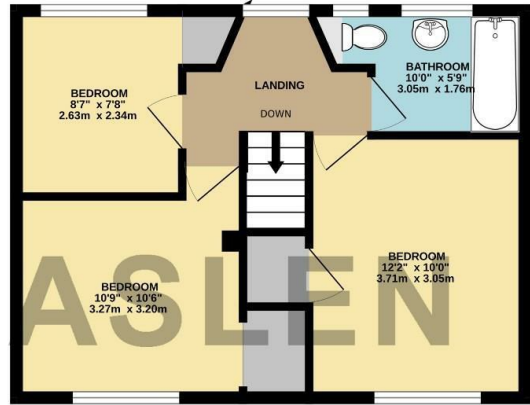 BEDROOM
8'7" x 7'8"
2.63m x 2.34m
LANDING
DOWN
BATHROOM
10'0" x 5'9"
3.05m x 1.76m
BEDROOM
10'9" x 10'6"
3.27m x 3.20m
BEDROOM
12'2" x 10'0"
3.71m x 3.05m
ASLEN